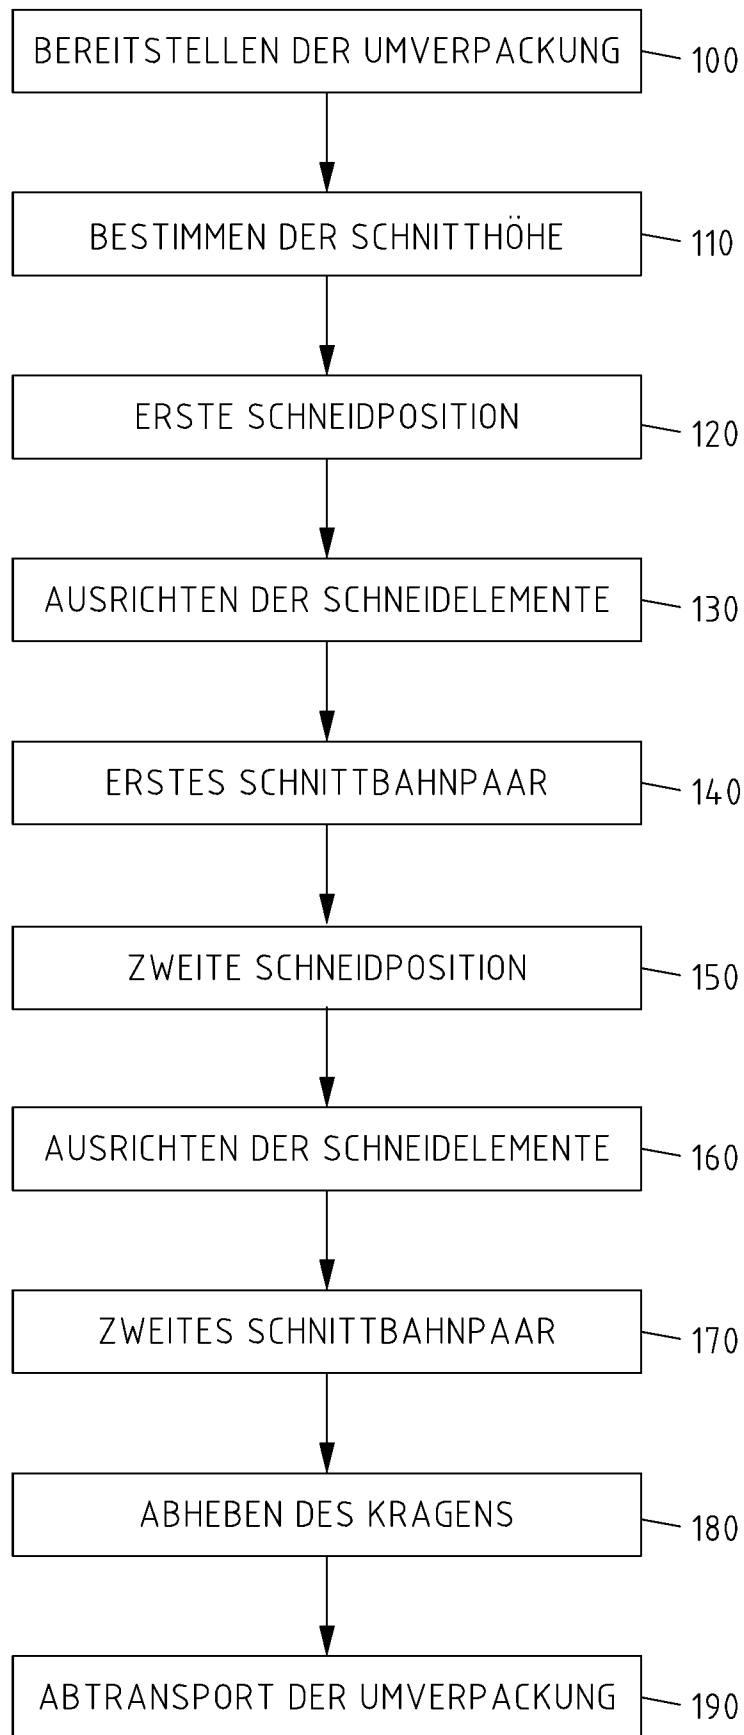 BEREITSTELLEN DER UMVERPACKUNG 100
BESTIMMEN DER SCHNITTHÖHE 110
ERSTE SCHNEIDPOSITION 120
AUSRICHTEN DER SCHNEIDELEMENTE 130
ERSTES SCHNITTBAHNPAAR 140
ZWEITE SCHNEIDPOSITION 150
AUSRICHTEN DER SCHNEIDELEMENTE 160
ZWEITES SCHNITTBAHNPAAR 170
ABHEBEN DES KRAGENS 180
ABTRANSPORT DER UMVERPACKUNG 190